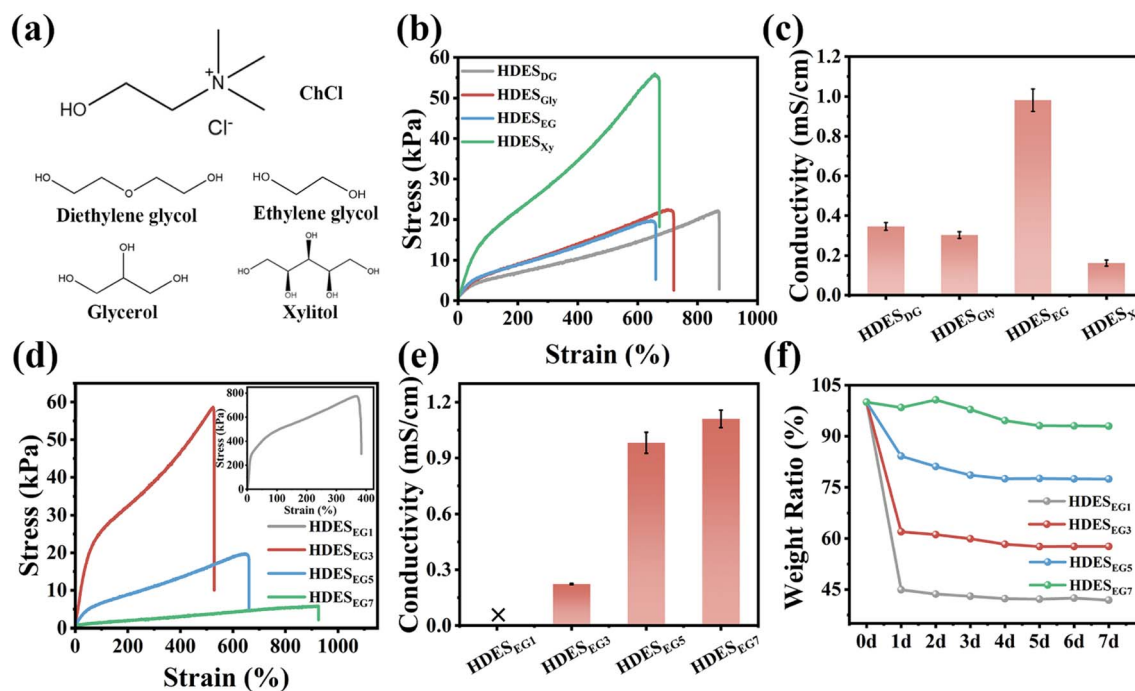 (a)
HO
N
+
Cl-
ChCl
HO
O
OH
Diethylene glycol
HO
OH
Ethylene glycol
OH
HO
OH
Glycerol
OH
HO
OH
OH
OH
Xylitol
(b)
Stress (kPa)
60
50
40
30
20
10
0
HDES_DG
HDES_Gly
HDES_EG
HDES_Xy
0 200 400 600 800 1000
Strain (%)
(c)
Conductivity (mS/cm)
1.2
1.0
0.8
0.6
0.4
0.2
0.0
HDES_DG HDES_Gly HDES_EG HDES_X
(d)
Stress (kPa)
60
50
40
30
20
10
0
Stress (kPa)
800
600
400
200
0
0 100 200 300 400
Strain (%)
HDES_EG1
HDES_EG3
HDES_EG5
HDES_EG7
0 200 400 600 800 1000
Strain (%)
(e)
Conductivity (mS/cm)
1.2
0.9
0.6
0.3
0.0
×
HDES_EG1 HDES_EG3 HDES_EG5 HDES_EG7
(f)
Weight Ratio (%)
105
90
75
60
45
HDES_EG1
HDES_EG3
HDES_EG5
HDES_EG7
0d 1d 2d 3d 4d 5d 6d 7d